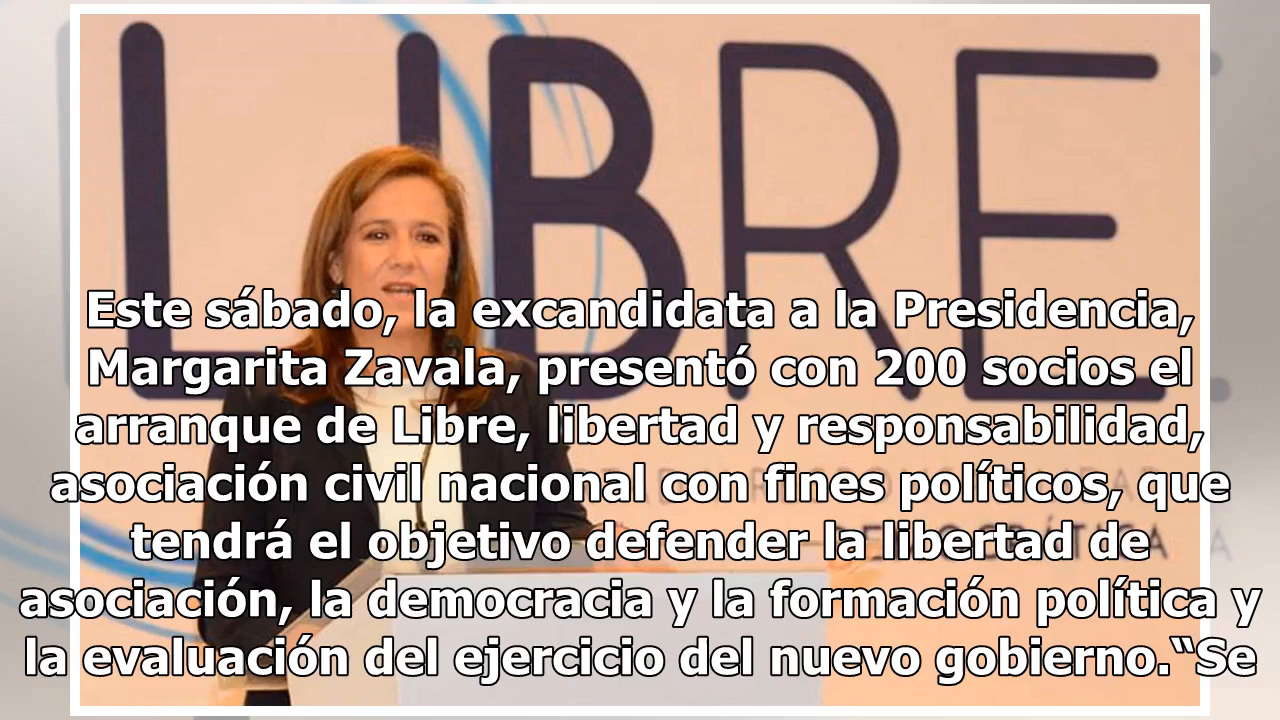 LIBRE
Este sábado, la excandidata a la Presidencia,
Margarita Zavala, presentó con 200 socios el
arranque de Libre, libertad y responsabilidad,
asociación civil nacional con fines políticos, que
tendrá el objetivo defender la libertad de
asociación, la democracia y la formación política y
la evaluación del ejercicio del nuevo gobierno.“Se